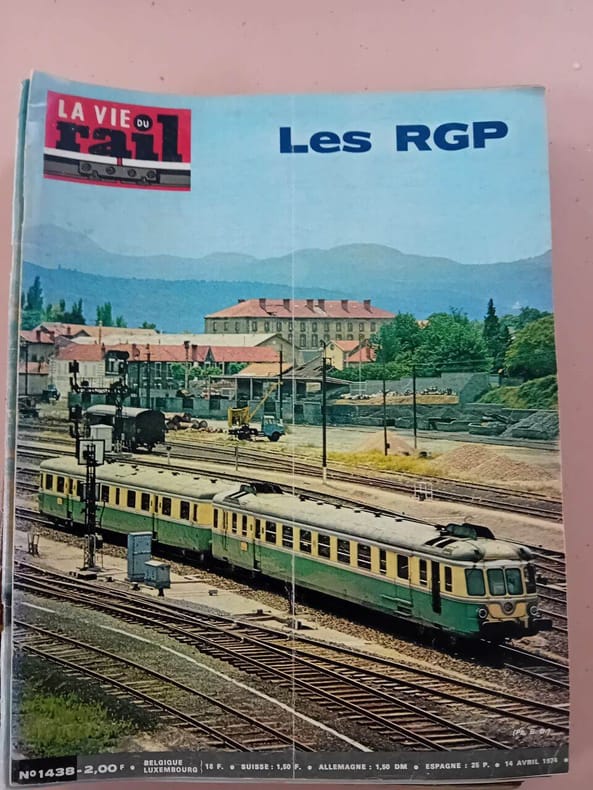 LA VIE DU
rail
Les RGP
(Ph. B. B.)
N°1438 - 2,00 F • BELGIQUE LUXEMBOURG } 18 F. • SUISSE : 1,50 F. • ALLEMAGNE : 1,50 DM • ESPAGNE : 25 P. • 14 AVRIL 1974 •